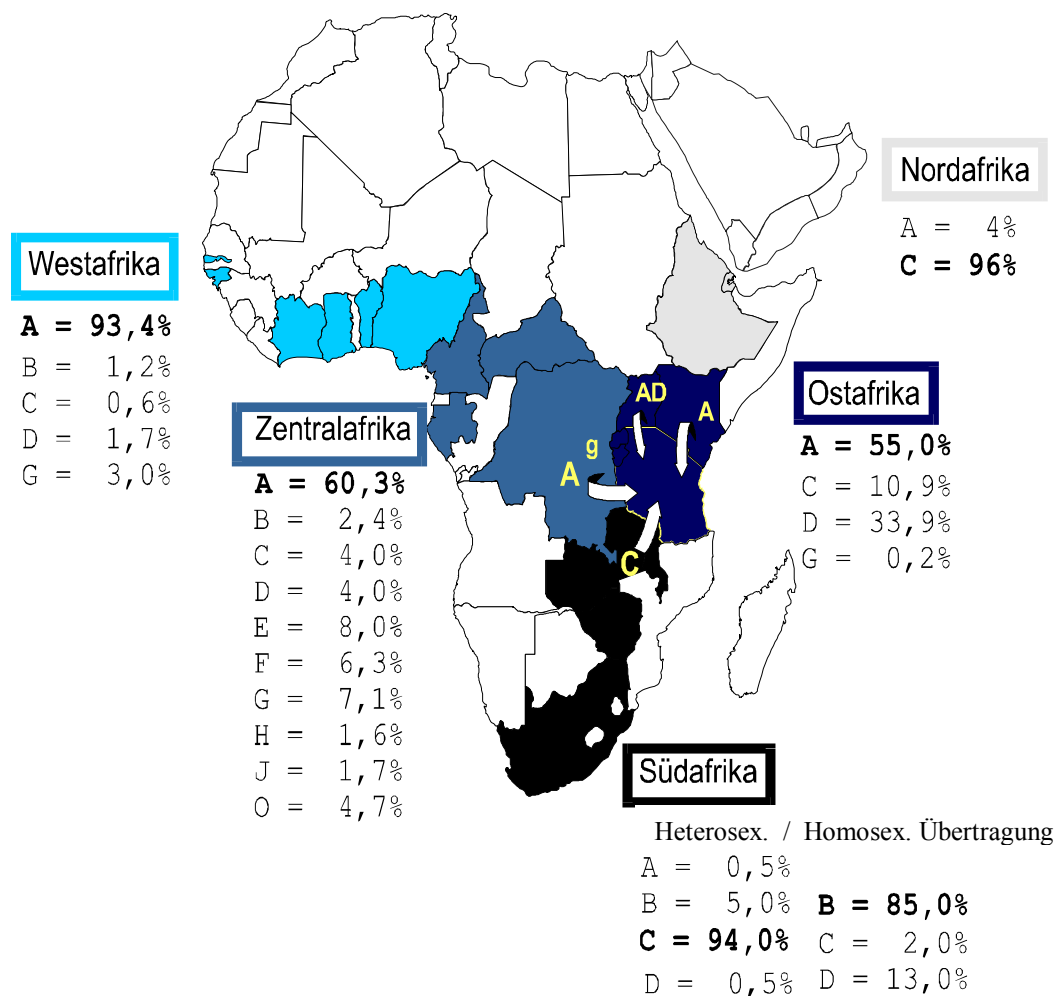 Nordafrika
A = 4%
C = 96%
Westafrika
A = 93,4%
B = 1,2%
C = 0,6%
D = 1,7%
G = 3,0%
Zentralafrika
A = 60,3%
B = 2,4%
C = 4,0%
D = 4,0%
E = 8,0%
F = 6,3%
G = 7,1%
H = 1,6%
J = 1,7%
O = 4,7%
AD
A
g
A
C
Ostafrika
A = 55,0%
C = 10,9%
D = 33,9%
G = 0,2%
Südafrika
Heterosex. / Homosex. Übertragung
A = 0,5%
B = 5,0% B = 85,0%
C = 94,0% C = 2,0%
D = 0,5% D = 13,0%